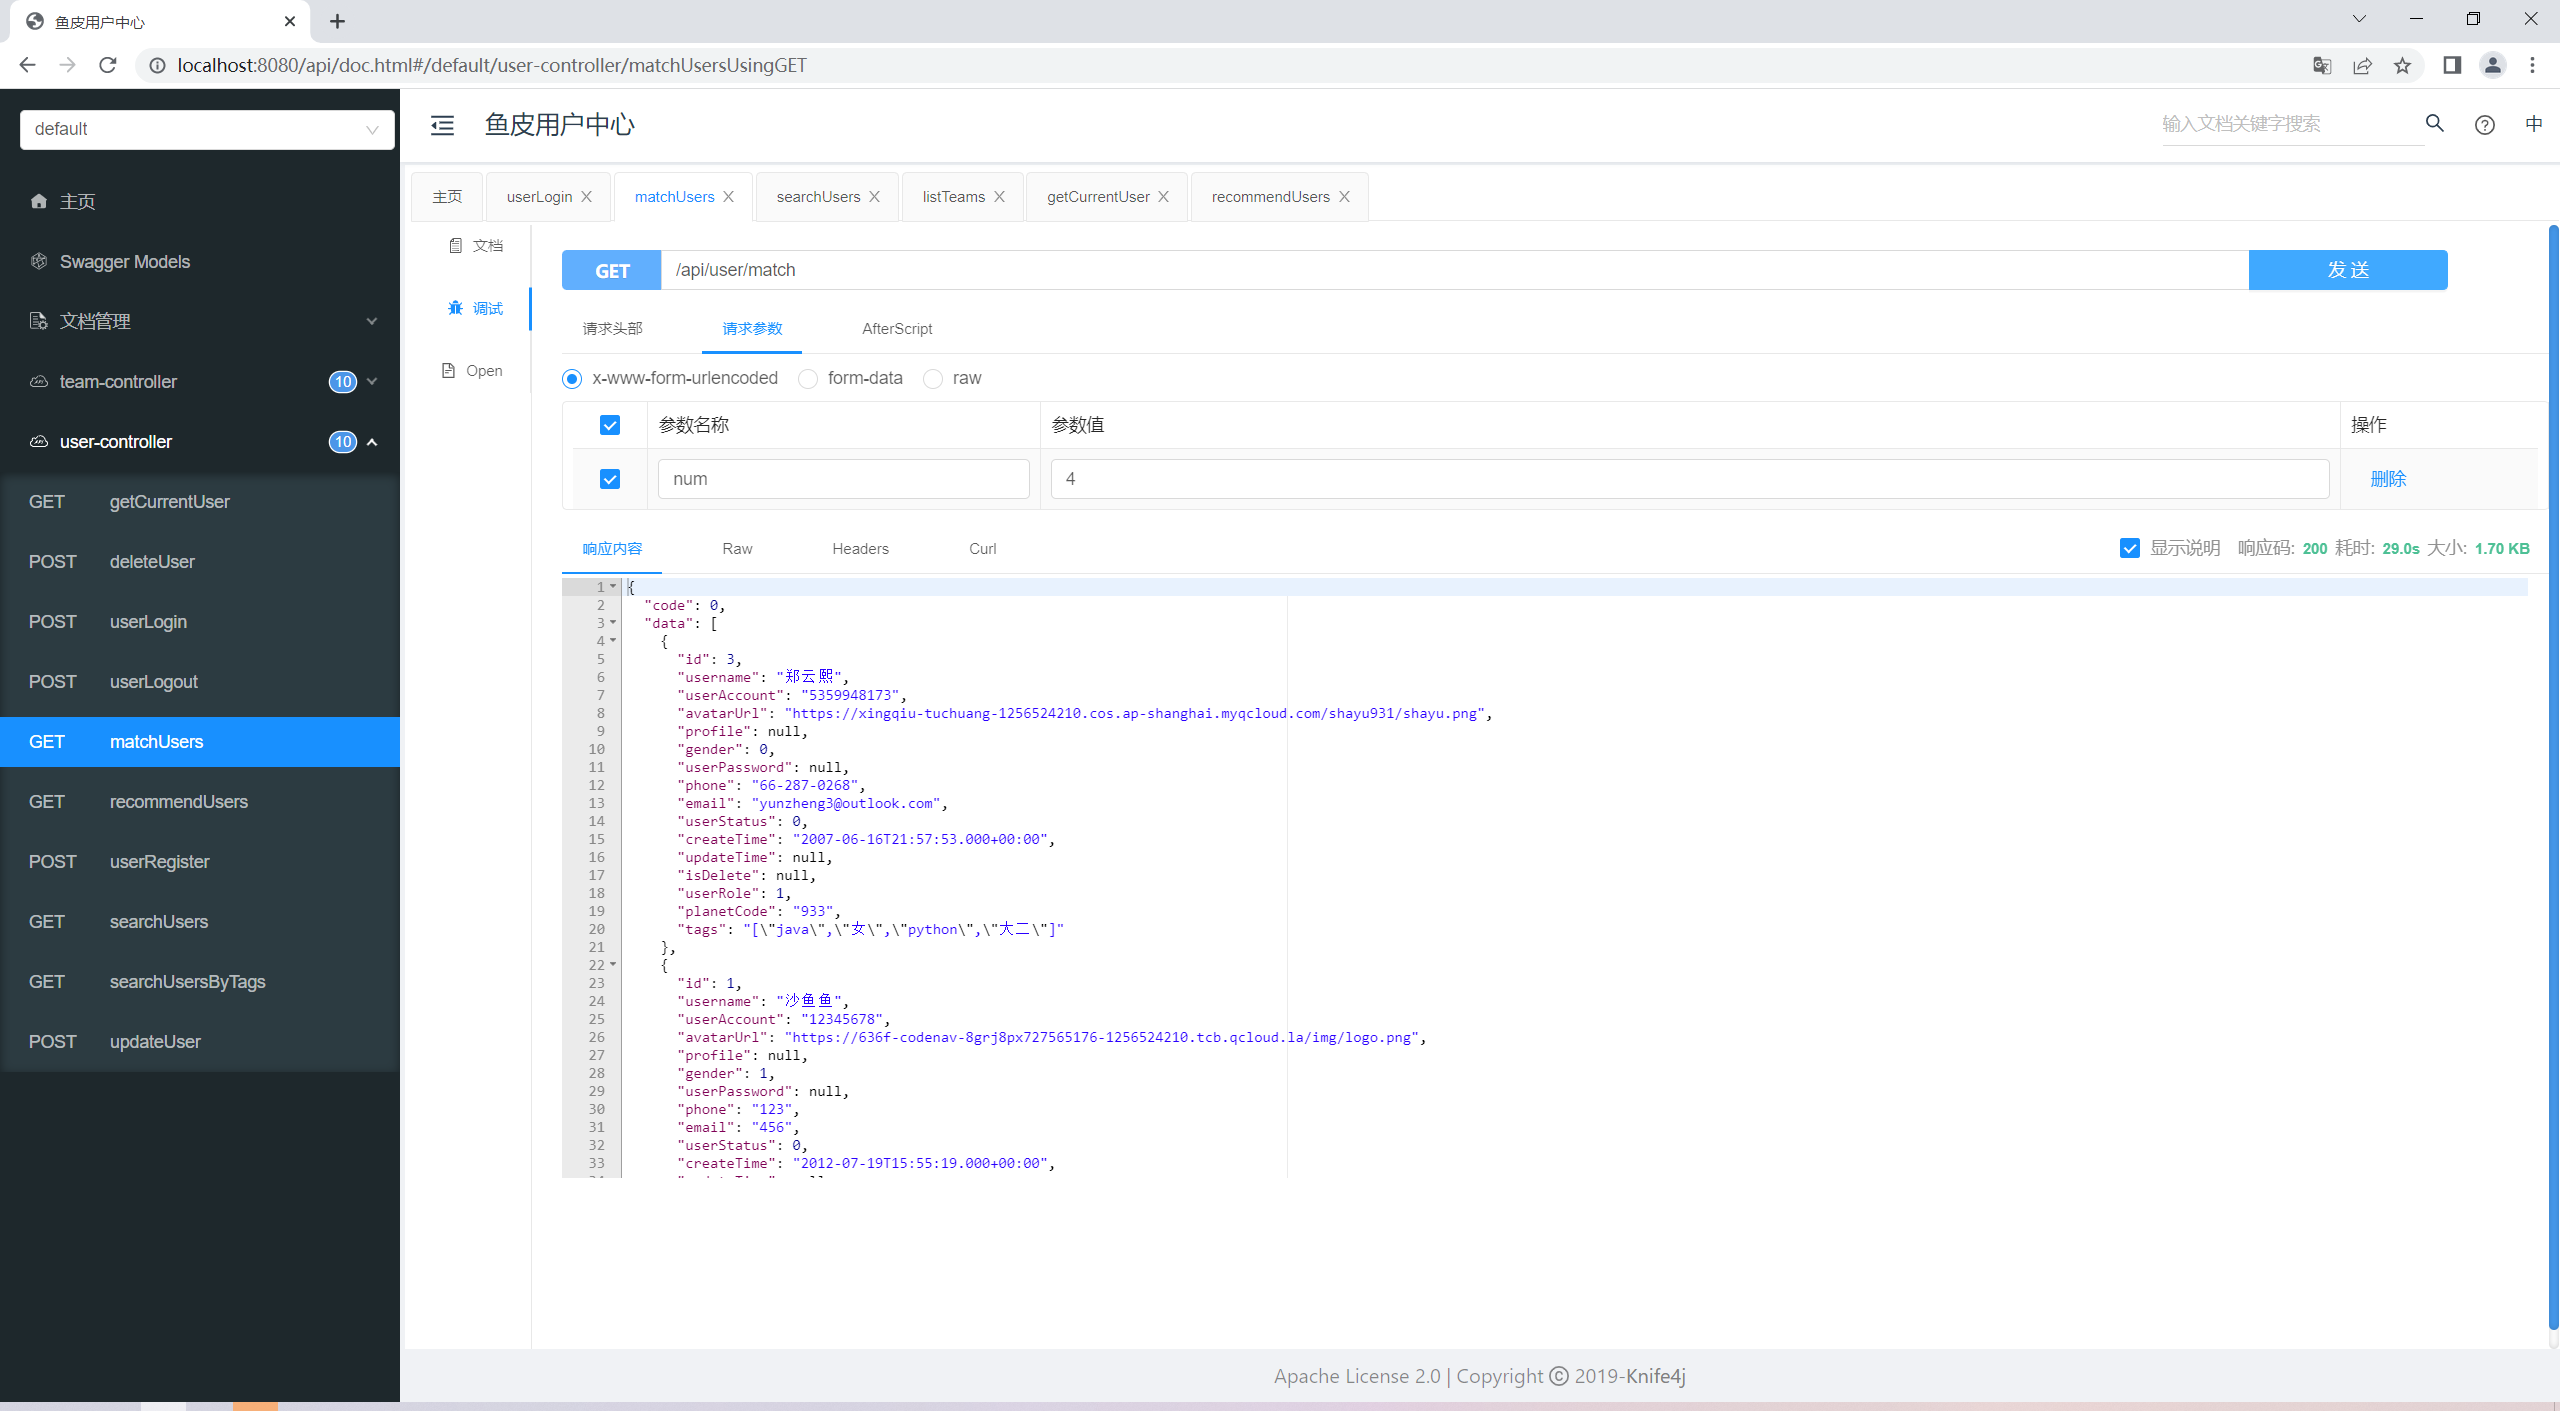 鱼皮用户中心
localhost:8080/api/doc.html#/default/user-controller/matchUsersUsingGET
default
主页
Swagger Models
文档管理
team-controller 10
user-controller 10
GET getCurrentUser
POST deleteUser
POST userLogin
POST userLogout
GET matchUsers
GET recommendUsers
POST userRegister
GET searchUsers
GET searchUsersByTags
POST updateUser
鱼皮用户中心
输入文档关键字搜索
中
主页 userLogin matchUsers searchUsers listTeams getCurrentUser recommendUsers
文档
调试
Open
GET /api/user/match 发 送
请求头部 请求参数 AfterScript
x-www-form-urlencoded form-data raw
参数名称 参数值 操作
num 4 删除
响应内容 Raw Headers Curl 显示说明 响应码: 200 耗时: 29.0s 大小: 1.70 KB
1 {
2 "code": 0,
3 "data": [
4 {
5 "id": 3,
6 "username": "郑云熙",
7 "userAccount": "5359948173",
8 "avatarUrl": "https://xingqiu-tuchuang-1256524210.cos.ap-shanghai.myqcloud.com/shayu931/shayu.png",
9 "profile": null,
10 "gender": 0,
11 "userPassword": null,
12 "phone": "66-287-0268",
13 "email": "yunzheng3@outlook.com",
14 "userStatus": 0,
15 "createTime": "2007-06-16T21:57:53.000+00:00",
16 "updateTime": null,
17 "isDelete": null,
18 "userRole": 1,
19 "planetCode": "933",
20 "tags": "[\"java\",\"女\",\"python\",\"大二\"]"
21 },
22 {
23 "id": 1,
24 "username": "沙鱼鱼",
25 "userAccount": "12345678",
26 "avatarUrl": "https://636f-codenav-8grj8px727565176-1256524210.tcb.qcloud.la/img/logo.png",
27 "profile": null,
28 "gender": 1,
29 "userPassword": null,
30 "phone": "123",
31 "email": "456",
32 "userStatus": 0,
33 "createTime": "2012-07-19T15:55:19.000+00:00",
Apache License 2.0 | Copyright © 2019-Knife4j